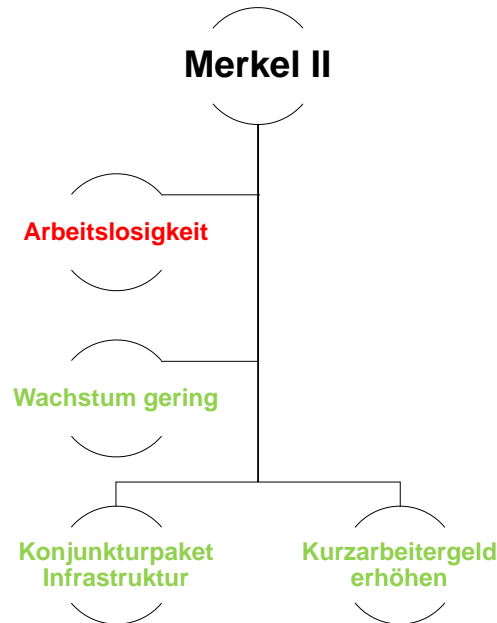 Merkel II
Arbeitslosigkeit
Wachstum gering
Konjunkturpaket
Infrastruktur
Kurzarbeitergeld
erhöhen